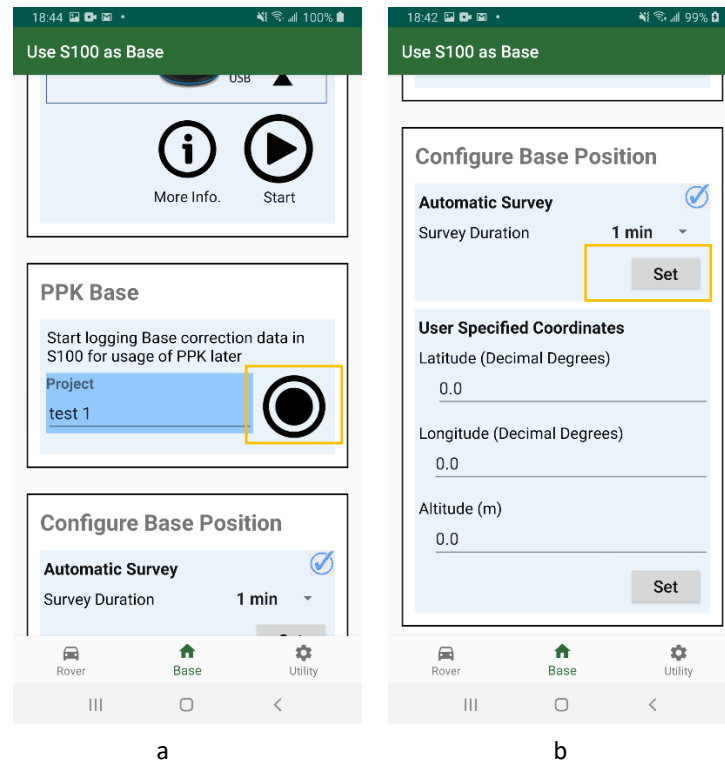 18:44 100%
Use S100 as Base
USB
More Info. Start
PPK Base
Start logging Base correction data in
S100 for usage of PPK later
Project
test 1
Configure Base Position
Automatic Survey
Survey Duration 1 min
Rover Base Utility
a
18:42 99%
Use S100 as Base
Configure Base Position
Automatic Survey
Survey Duration 1 min
Set
User Specified Coordinates
Latitude (Decimal Degrees)
0.0
Longitude (Decimal Degrees)
0.0
Altitude (m)
0.0
Set
Rover Base Utility
b